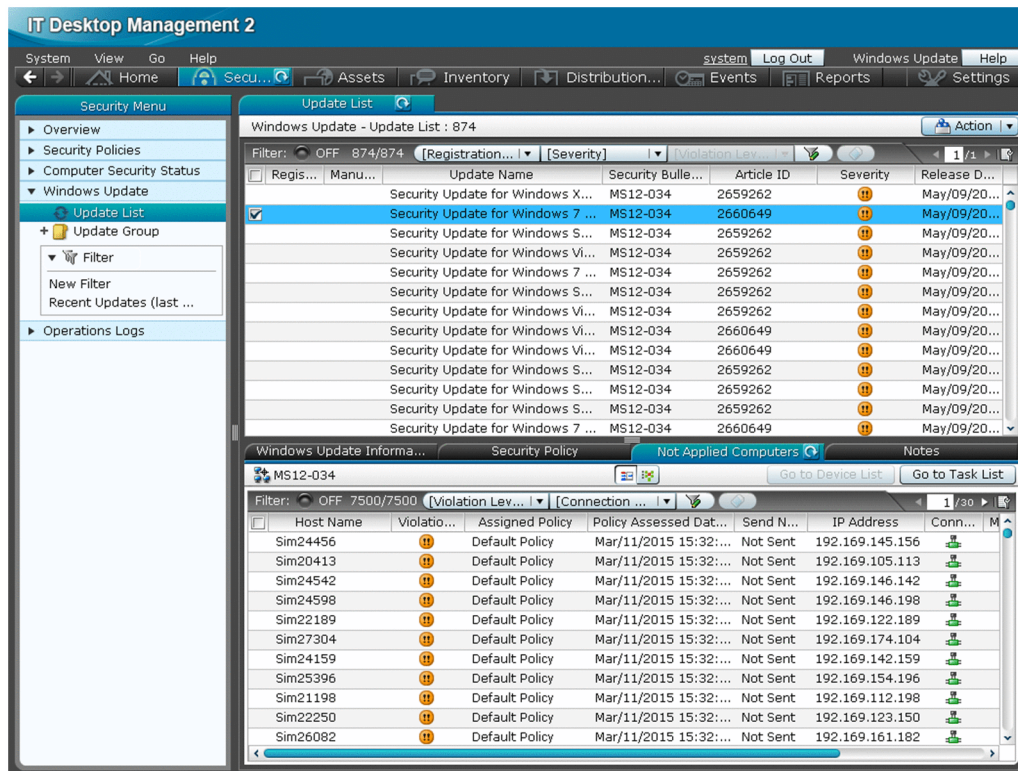 IT Desktop Management 2
System View Go Help system Log Out Windows Update Help
Home Secu... Assets Inventory Distribution... Events Reports Settings
Security Menu
Overview
Security Policies
Computer Security Status
Windows Update
Update List
Update Group
Filter
New Filter
Recent Updates (last ...
Operations Logs
Update List
Windows Update - Update List : 874 Action
Filter: OFF 874/874 [Registration... [Severity] [Violation Lev... 1/1
Regis... Manu... Update Name Security Bulle... Article ID Severity Release D...
Security Update for Windows X... MS12-034 2659262 May/09/20...
Security Update for Windows 7 ... MS12-034 2660649 May/09/20...
Security Update for Windows S... MS12-034 2659262 May/09/20...
Security Update for Windows Vi... MS12-034 2659262 May/09/20...
Security Update for Windows 7 ... MS12-034 2659262 May/09/20...
Security Update for Windows S... MS12-034 2659262 May/09/20...
Security Update for Windows Vi... MS12-034 2659262 May/09/20...
Security Update for Windows Vi... MS12-034 2660649 May/09/20...
Security Update for Windows Vi... MS12-034 2660649 May/09/20...
Security Update for Windows S... MS12-034 2659262 May/09/20...
Security Update for Windows S... MS12-034 2659262 May/09/20...
Security Update for Windows S... MS12-034 2659262 May/09/20...
Security Update for Windows 7 ... MS12-034 2660649 May/09/20...
Windows Update Informa... Security Policy Not Applied Computers Notes
MS12-034 Go to Device List Go to Task List
Filter: OFF 7500/7500 [Violation Lev... [Connection ... 1/30
Host Name Violatio... Assigned Policy Policy Assessed Dat... Send N... IP Address Conn... M
Sim24456 Default Policy Mar/11/2015 15:32:... Not Sent 192.169.145.156
Sim20413 Default Policy Mar/11/2015 15:32:... Not Sent 192.169.105.113
Sim24542 Default Policy Mar/11/2015 15:32:... Not Sent 192.169.146.142
Sim24598 Default Policy Mar/11/2015 15:32:... Not Sent 192.169.146.198
Sim22189 Default Policy Mar/11/2015 15:32:... Not Sent 192.169.122.189
Sim27304 Default Policy Mar/11/2015 15:32:... Not Sent 192.169.174.104
Sim24159 Default Policy Mar/11/2015 15:32:... Not Sent 192.169.142.159
Sim25396 Default Policy Mar/11/2015 15:32:... Not Sent 192.169.154.196
Sim21198 Default Policy Mar/11/2015 15:32:... Not Sent 192.169.112.198
Sim22250 Default Policy Mar/11/2015 15:32:... Not Sent 192.169.123.150
Sim26082 Default Policy Mar/11/2015 15:32:... Not Sent 192.169.161.182